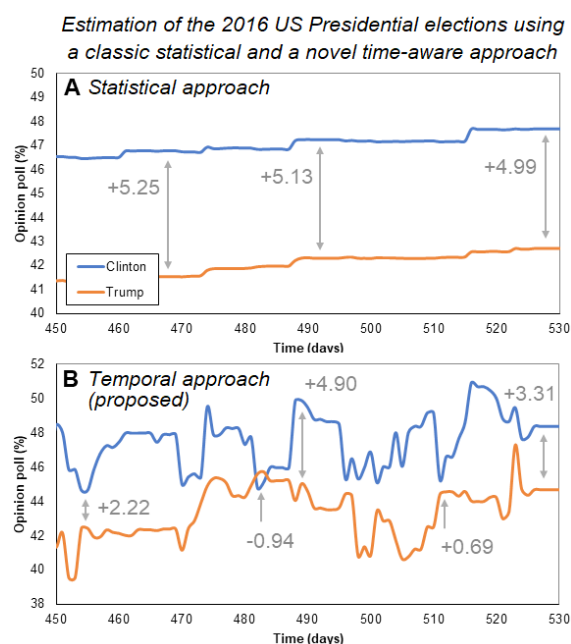 Estimation of the 2016 US Presidential elections using
a classic statistical and a novel time-aware approach
A Statistical approach
Opinion poll (%)
50
49
48
47
46
45
44
43
42
41
40
+5.25
+5.13
+4.99
Clinton
Trump
450 460 470 480 490 500 510 520 530
Time (days)
B Temporal approach
(proposed)
Opinion poll (%)
52
50
48
46
44
42
40
38
+4.90
+3.31
+2.22
-0.94
+0.69
450 460 470 480 490 500 510 520 530
Time (days)